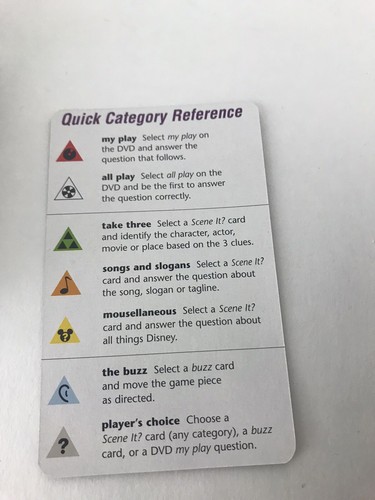 Quick Category Reference
my play Select my play on
the DVD and answer the
question that follows.
all play Select all play on the
DVD and be the first to answer
the question correctly.
take three Select a Scene It? card
and identify the character, actor,
movie or place based on the 3 clues.
songs and slogans Select a Scene It?
card and answer the question about
the song, slogan or tagline.
mousellaneous Select a Scene It?
card and answer the question about
all things Disney.
the buzz Select a buzz card
and move the game piece
as directed.
?
player's choice Choose a
Scene It? card (any category), a buzz
card, or a DVD my play question.